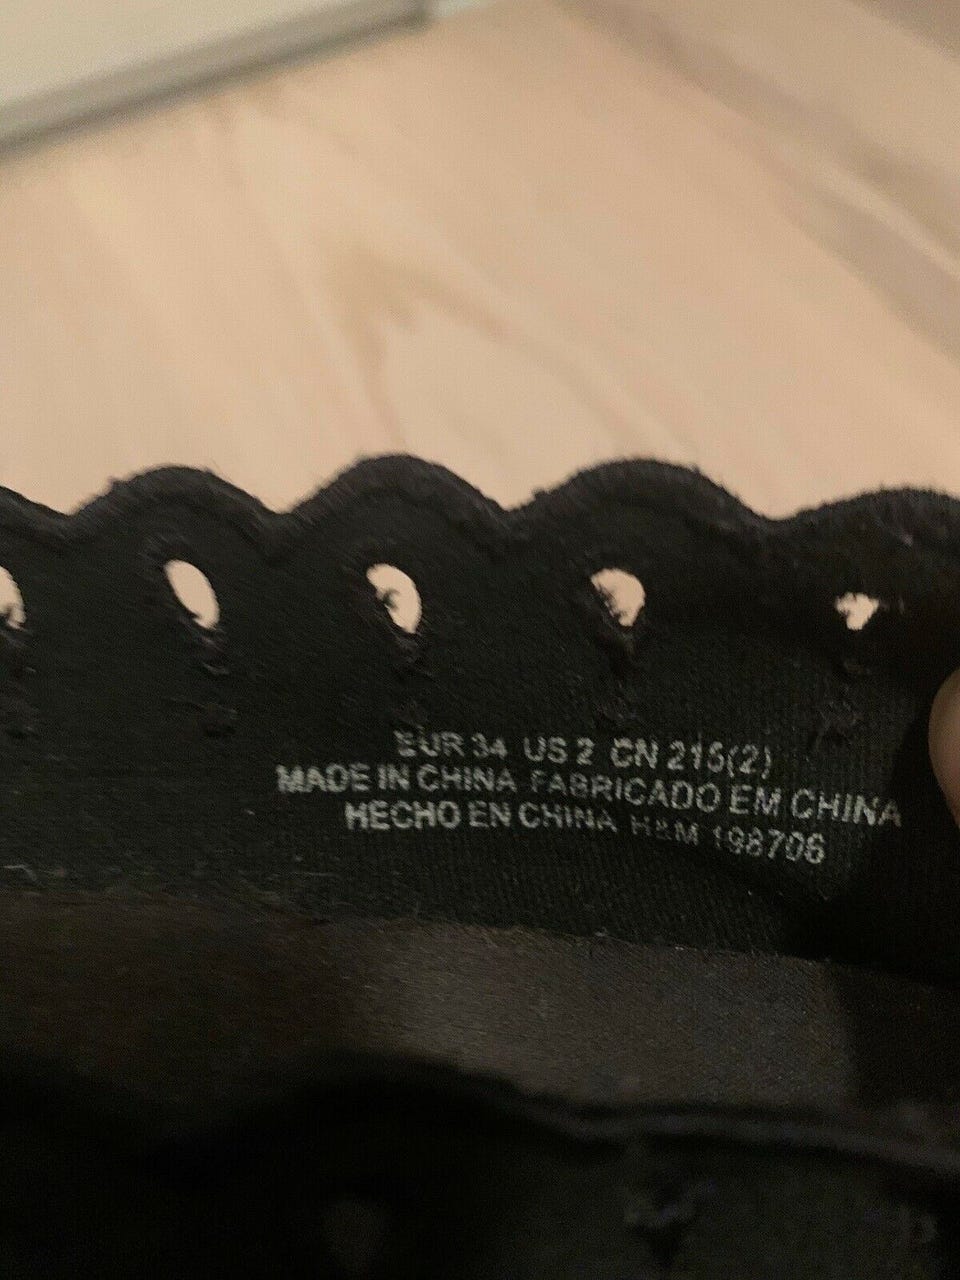 EUR 34 US 2 CN 215(2)
MADE IN CHINA FABRICADO EM CHINA
HECHO EN CHINA H&M 198706